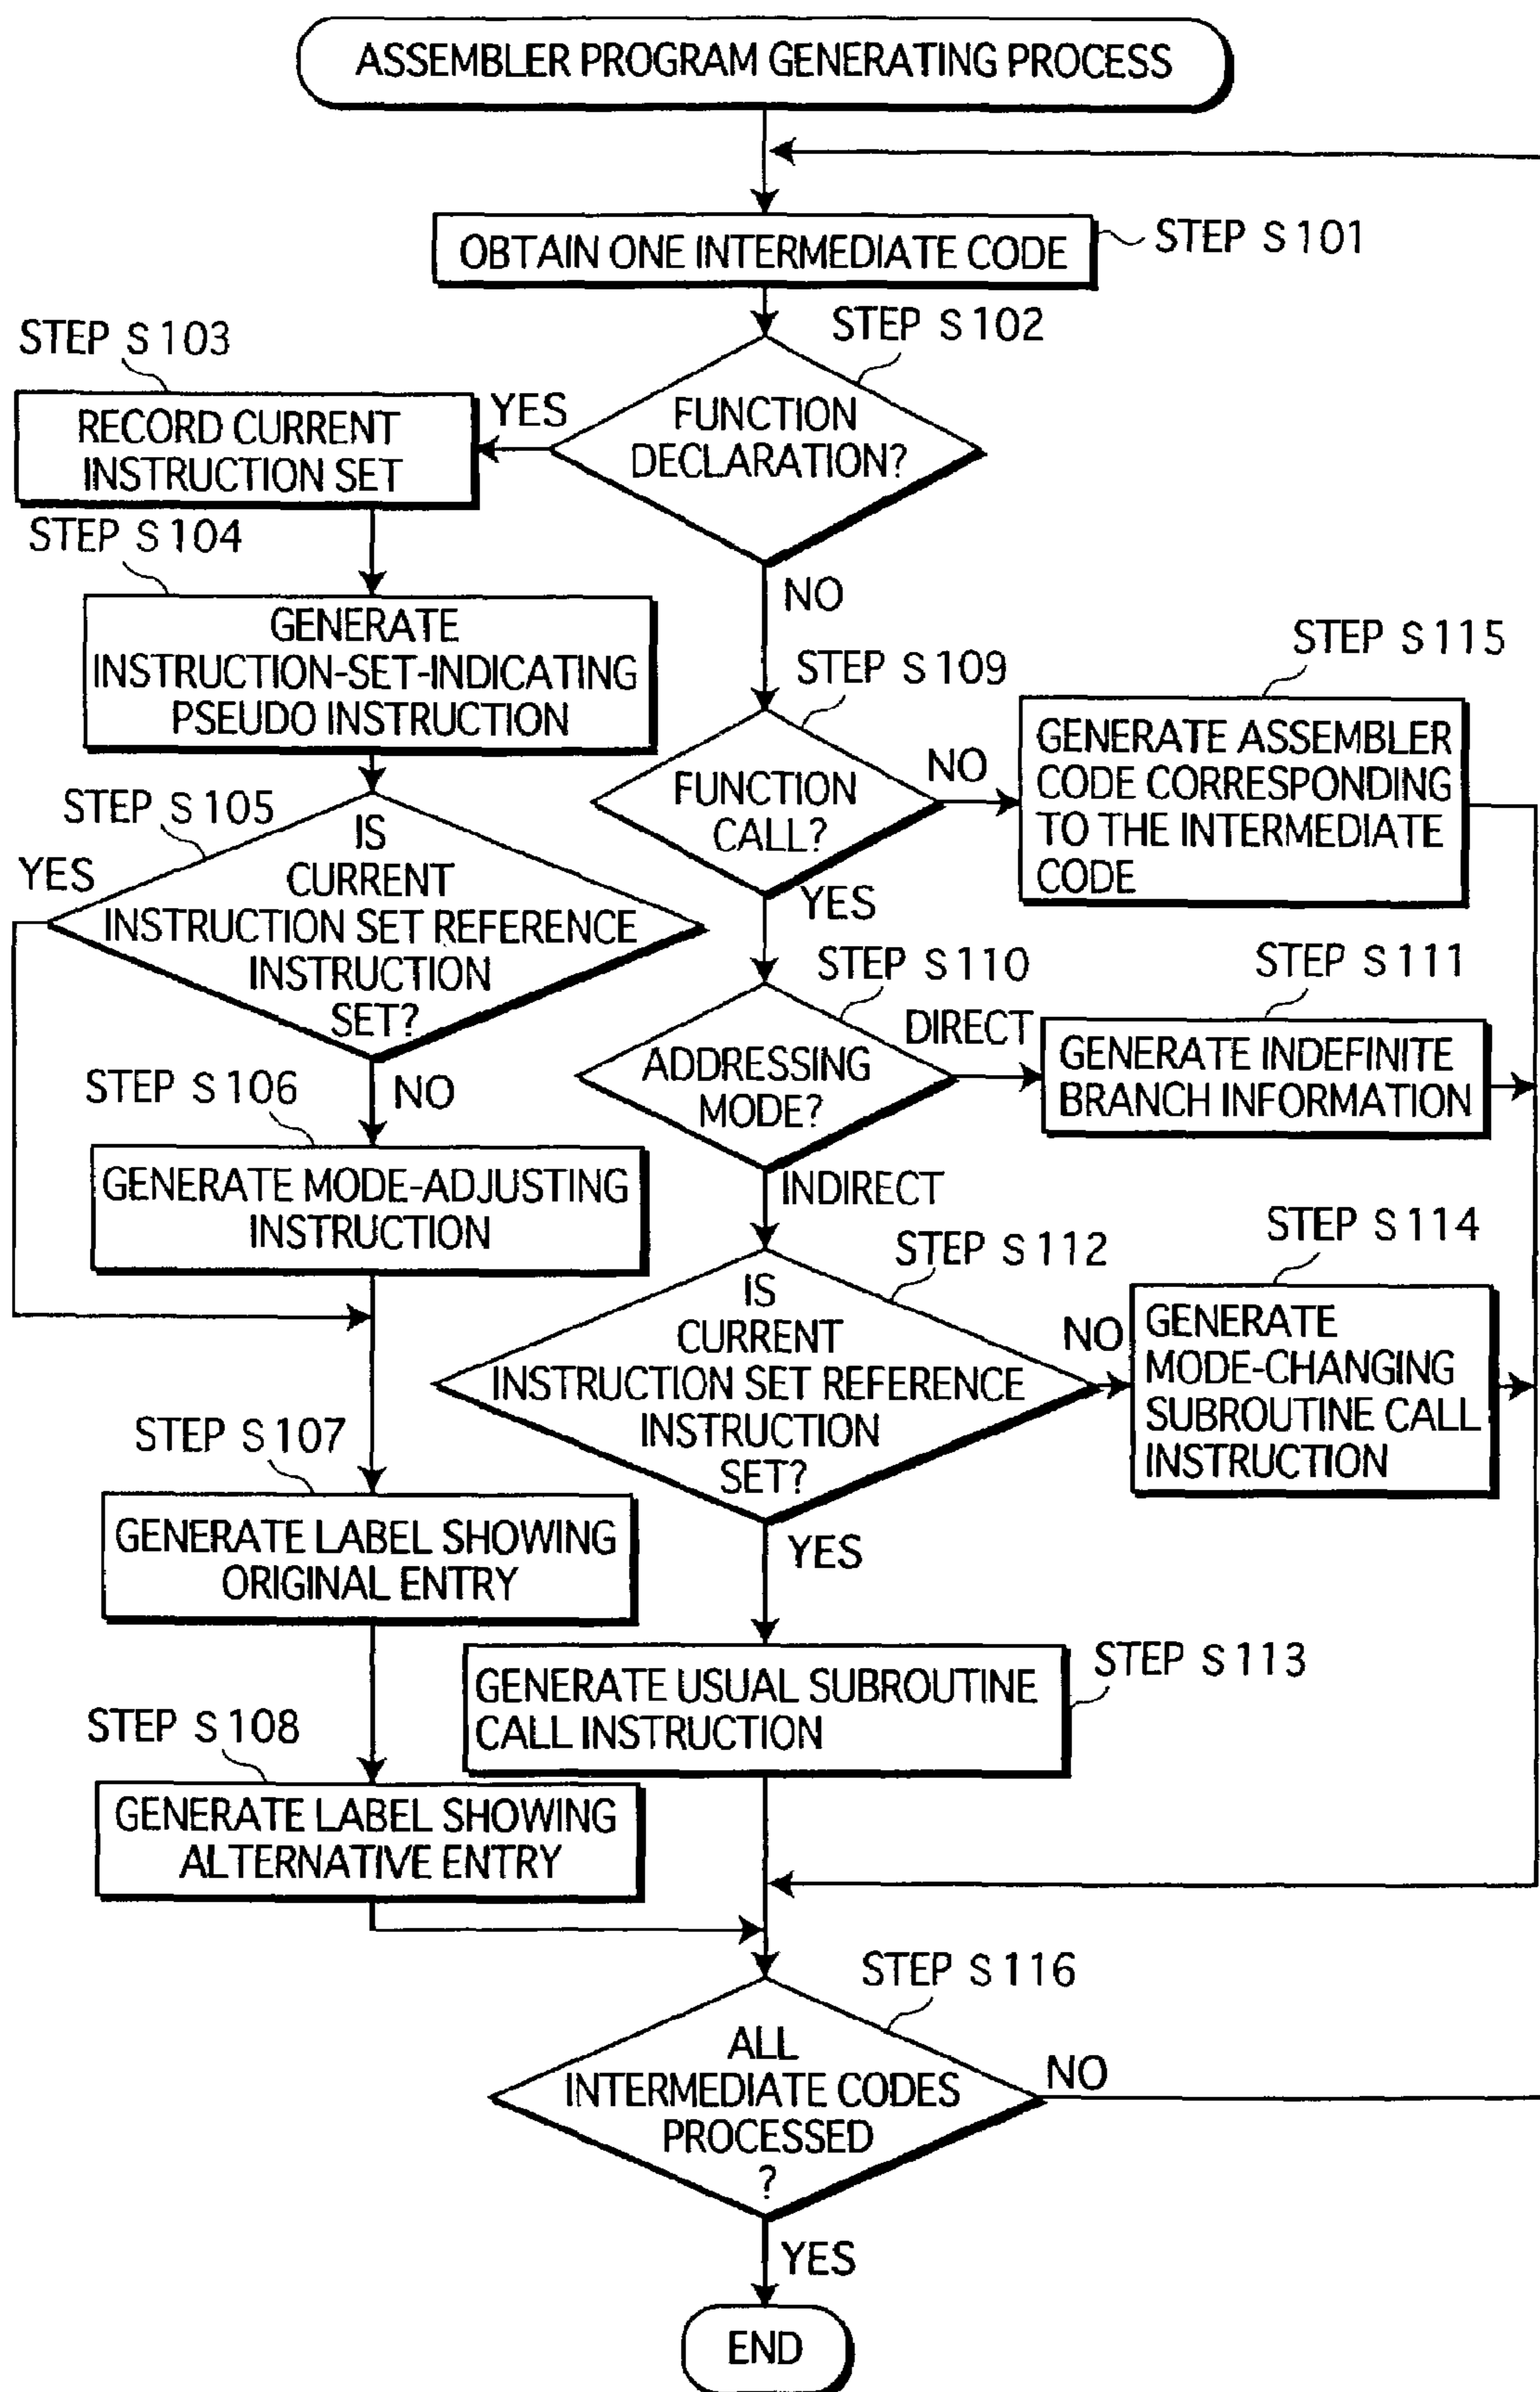 ASSEMBLER PROGRAM GENERATING PROCESS
OBTAIN ONE INTERMEDIATE CODE
STEP S101
STEP S102
FUNCTION
DECLARATION?
YES
NO
STEP S103
RECORD CURRENT
INSTRUCTION SET
STEP S104
GENERATE
INSTRUCTION-SET-INDICATING
PSEUDO INSTRUCTION
STEP S105
IS
CURRENT
INSTRUCTION SET REFERENCE
INSTRUCTION
SET?
YES
NO
STEP S106
GENERATE MODE-ADJUSTING
INSTRUCTION
STEP S107
GENERATE LABEL SHOWING
ORIGINAL ENTRY
STEP S108
GENERATE LABEL SHOWING
ALTERNATIVE ENTRY
STEP S109
FUNCTION
CALL?
NO
YES
STEP S115
GENERATE ASSEMBLER
CODE CORRESPONDING
TO THE INTERMEDIATE
CODE
STEP S110
ADDRESSING
MODE?
DIRECT
INDIRECT
STEP S111
GENERATE INDEFINITE
BRANCH INFORMATION
STEP S112
IS
CURRENT
INSTRUCTION SET REFERENCE
INSTRUCTION
SET?
NO
YES
STEP S114
GENERATE
MODE-CHANGING
SUBROUTINE CALL
INSTRUCTION
STEP S113
GENERATE USUAL SUBROUTINE
CALL INSTRUCTION
STEP S116
ALL
INTERMEDIATE CODES
PROCESSED
?
NO
YES
END